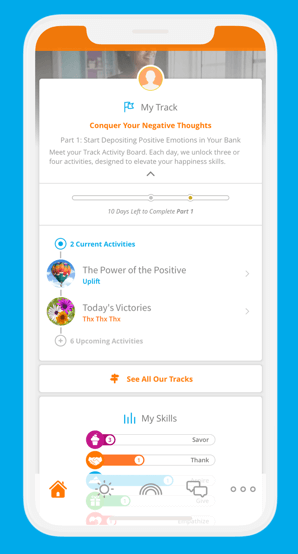 My Track
Conquer Your Negative Thoughts
Part 1: Start Depositing Positive Emotions in Your Bank
Meet your Track Activity Board. Each day, we unlock three or
four activities, designed to elevate your happiness skills.
10 Days Left to Complete Part 1
2 Current Activities
The Power of the Positive
Uplift
Today's Victories
Thx Thx Thx
6 Upcoming Activities
See All Our Tracks
My Skills
3 Savor
1 Thank
Give
Empathize